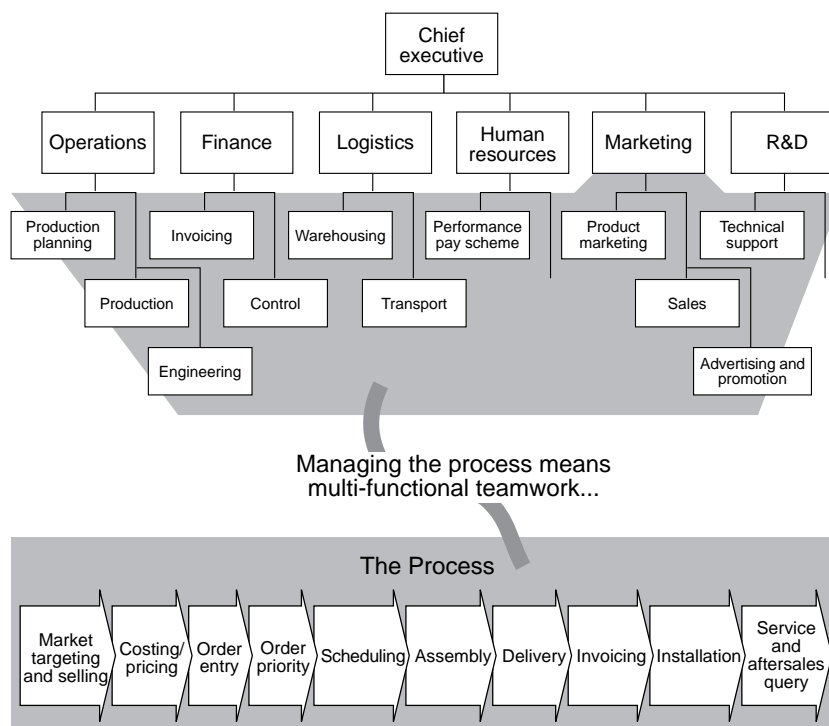 Chief
executive
Operations
Finance
Logistics
Human
resources
Marketing
R&D
Production
planning
Invoicing
Warehousing
Performance
pay scheme
Product
marketing
Technical
support
Production
Control
Transport
Sales
Engineering
Advertising and
promotion
Managing the process means
multi-functional teamwork...
The Process
Market
targeting
and selling
Costing/
pricing
Order
entry
Order
priority
Scheduling
Assembly
Delivery
Invoicing
Installation
Service
and
aftersales
query